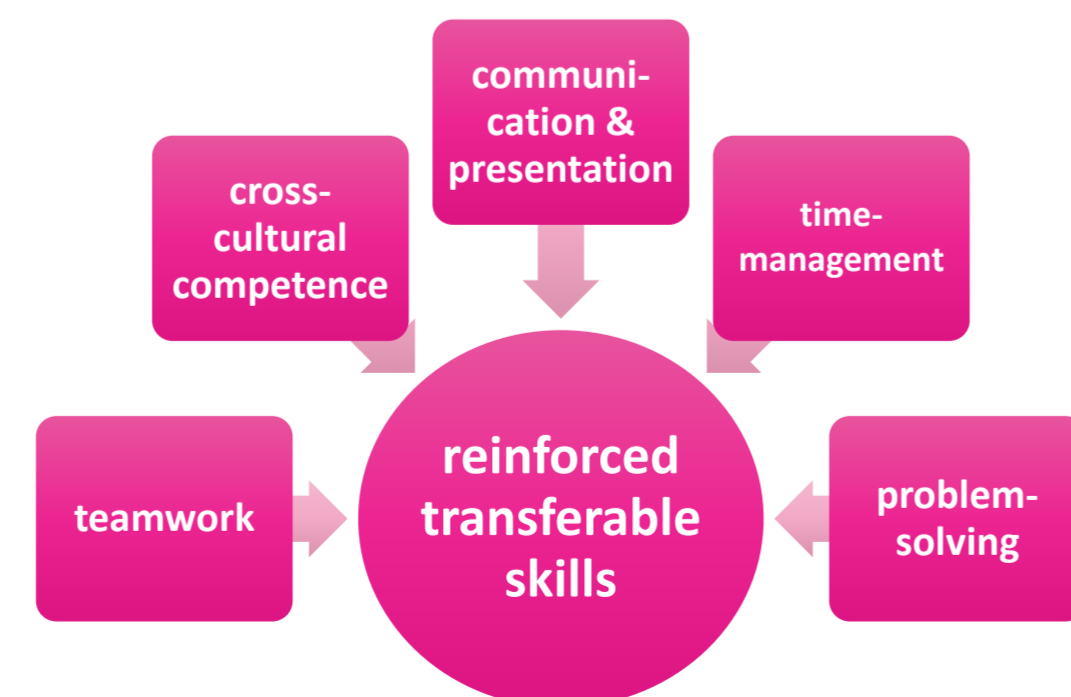 teamwork
cross-
cultural
competence
communi-
cation &
presentation
time-
management
problem-
solving
reinforced
transferable
skills